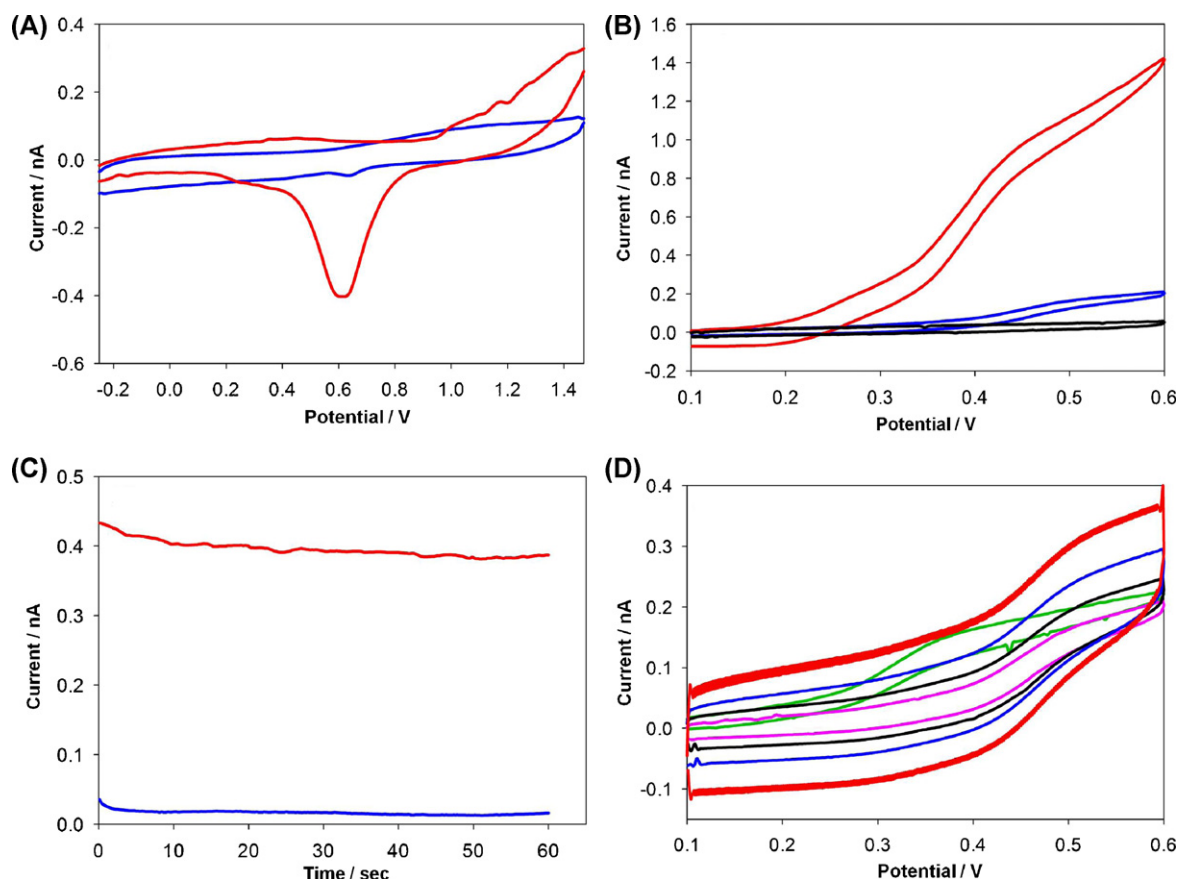 (A)
0.4
0.2
0.0
-0.2
-0.4
-0.6
Current / nA
-0.2 0.0 0.2 0.4 0.6 0.8 1.0 1.2 1.4
Potential / V
(B)
1.6
1.4
1.2
1.0
0.8
0.6
0.4
0.2
0.0
-0.2
Current / nA
0.1 0.2 0.3 0.4 0.5 0.6
Potential / V
(C)
0.5
0.4
0.3
0.2
0.1
0.0
Current / nA
0 10 20 30 40 50 60
Time / sec
(D)
0.4
0.3
0.2
0.1
0.0
-0.1
Current / nA
0.1 0.2 0.3 0.4 0.5 0.6
Potential / V